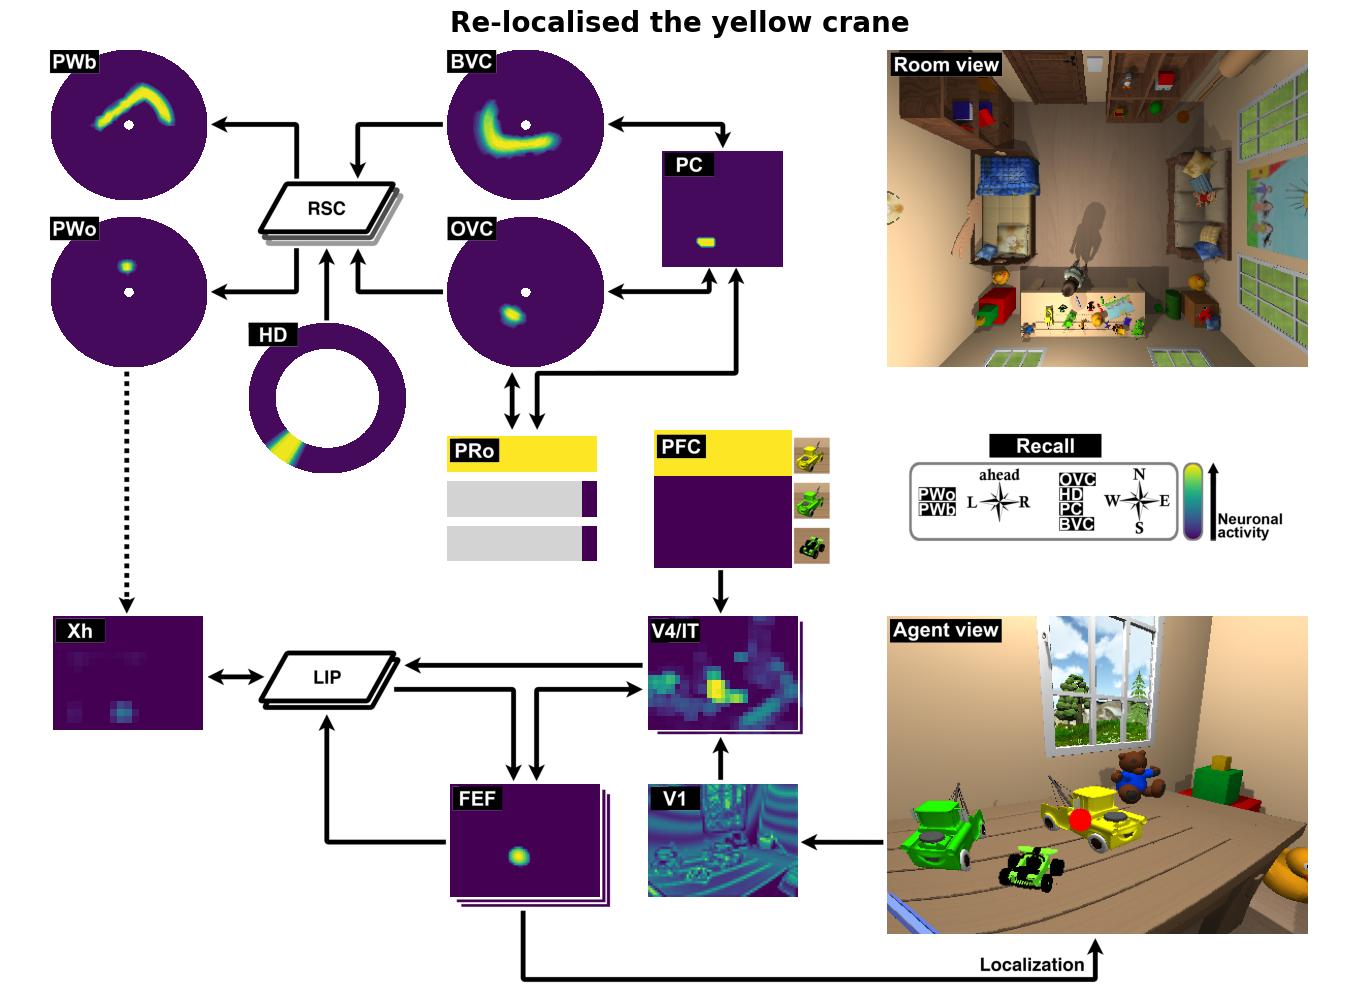 Re-localised the yellow crane
PWb
BVC
Room view
PC
RSC
PWo
OVC
HD
PRo
PFC
Recall
ahead
OVC
N
PWo
L
R
HD
W
E
PWb
PC
BVC
S
Neuronal
activity
Xh
V4/IT
Agent view
LIP
FEF
V1
Localization